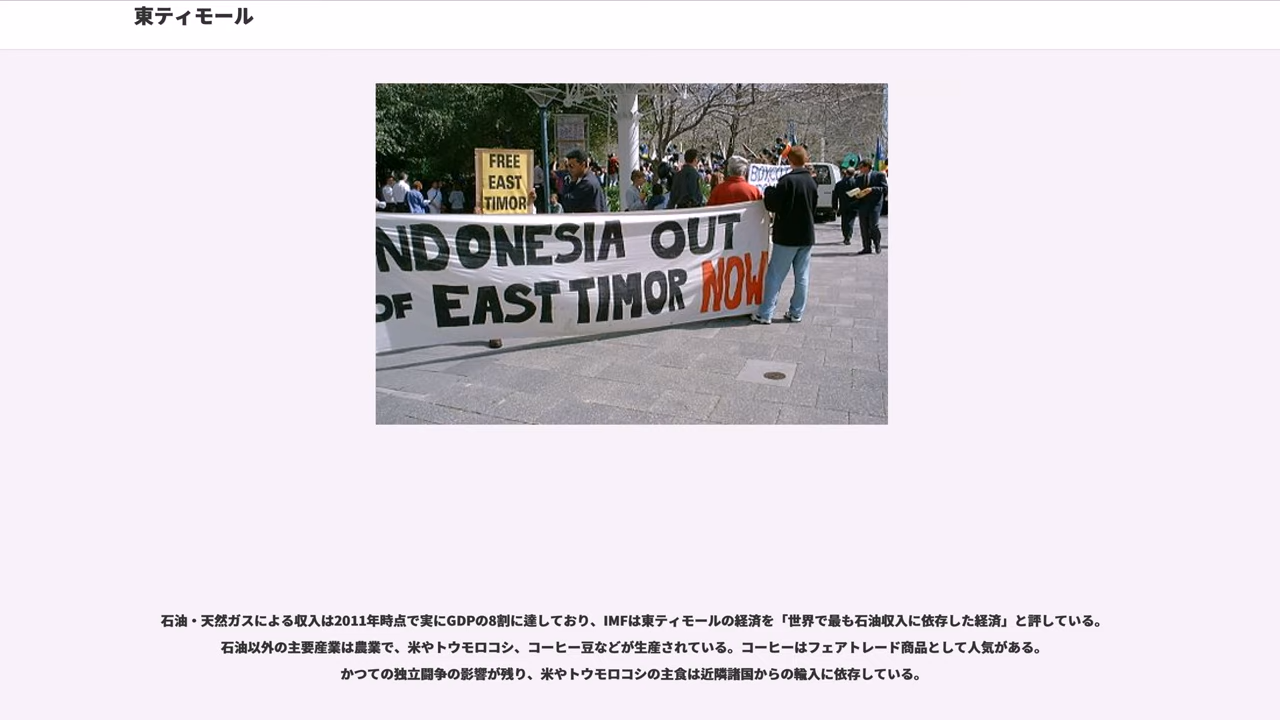 東ティモール
FREE
EAST
TIMOR
BOYCOTT
NDONESIA OUT
OF EAST TIMOR NOW
石油・天然ガスによる収入は2011年時点で実にGDPの8割に達しており、IMFは東ティモールの経済を「世界で最も石油収入に依存した経済」と評している。
石油以外の主要産業は農業で、米やトウモロコシ、コーヒー豆などが生産されている。コーヒーはフェアトレード商品として人気がある。
かつての独立闘争の影響が残り、米やトウモロコシの主食は近隣諸国からの輸入に依存している。